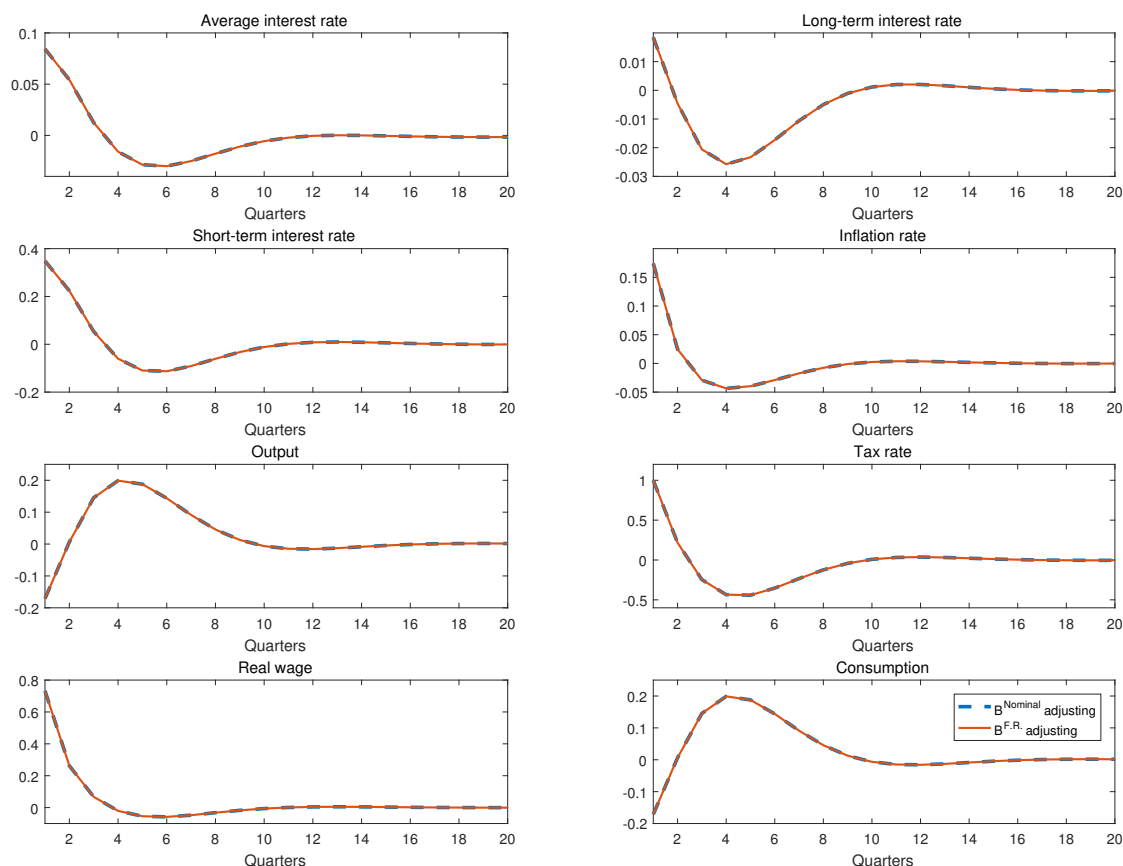 Average interest rate
0.1
0.05
0
2 4 6 8 10 12 14 16 18 20
Quarters
Long-term interest rate
0.01
0
-0.01
-0.02
-0.03
2 4 6 8 10 12 14 16 18 20
Quarters
Short-term interest rate
0.4
0.2
0
-0.2
2 4 6 8 10 12 14 16 18 20
Quarters
Inflation rate
0.15
0.1
0.05
0
-0.05
2 4 6 8 10 12 14 16 18 20
Quarters
Output
0.2
0.1
0
-0.1
-0.2
2 4 6 8 10 12 14 16 18 20
Quarters
Tax rate
1
0.5
0
-0.5
2 4 6 8 10 12 14 16 18 20
Quarters
Real wage
0.8
0.6
0.4
0.2
0
2 4 6 8 10 12 14 16 18 20
Quarters
Consumption
0.2
0.1
0
-0.1
-0.2
2 4 6 8 10 12 14 16 18 20
Quarters
B^Nominal adjusting
B^F.R. adjusting